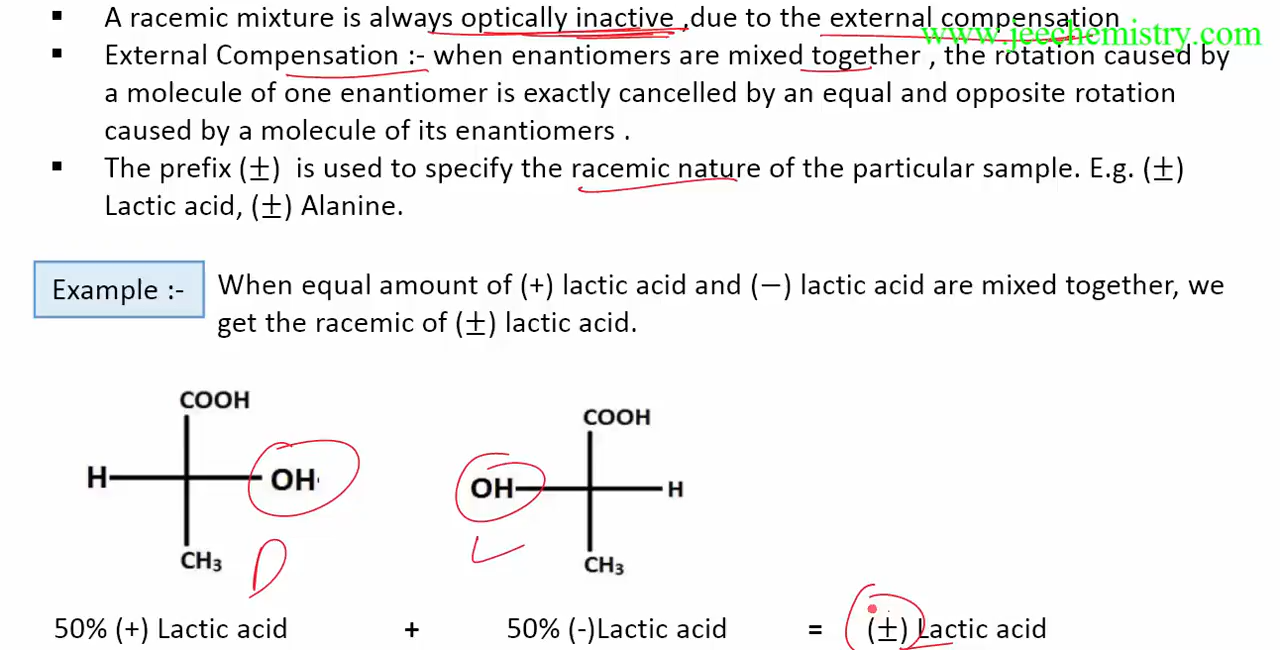 ▪ A racemic mixture is always optically inactive ,due to the external compensation
www.jeechemistry.com
▪ External Compensation :- when enantiomers are mixed together , the rotation caused by
a molecule of one enantiomer is exactly cancelled by an equal and opposite rotation
caused by a molecule of its enantiomers .
▪ The prefix (±) is used to specify the racemic nature of the particular sample. E.g. (±)
Lactic acid, (±) Alanine.
Example :-
When equal amount of (+) lactic acid and (−) lactic acid are mixed together, we
get the racemic of (±) lactic acid.
COOH
H OH
CH₃
D
COOH
OH H
CH₃
L
50% (+) Lactic acid + 50% (-)Lactic acid = (±) Lactic acid